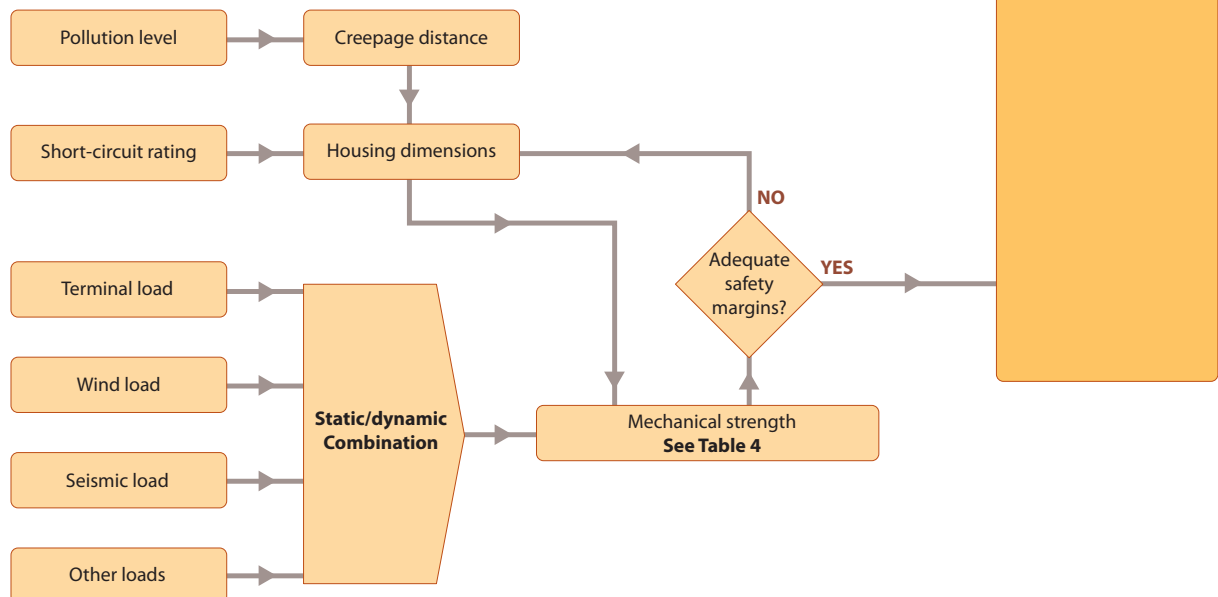 Pollution level
Creepage distance
Short-circuit rating
Housing dimensions
NO
Adequate
safety
margins?
YES
Terminal load
Wind load
Static/dynamic
Combination
Mechanical strength
See Table 4
Seismic load
Other loads